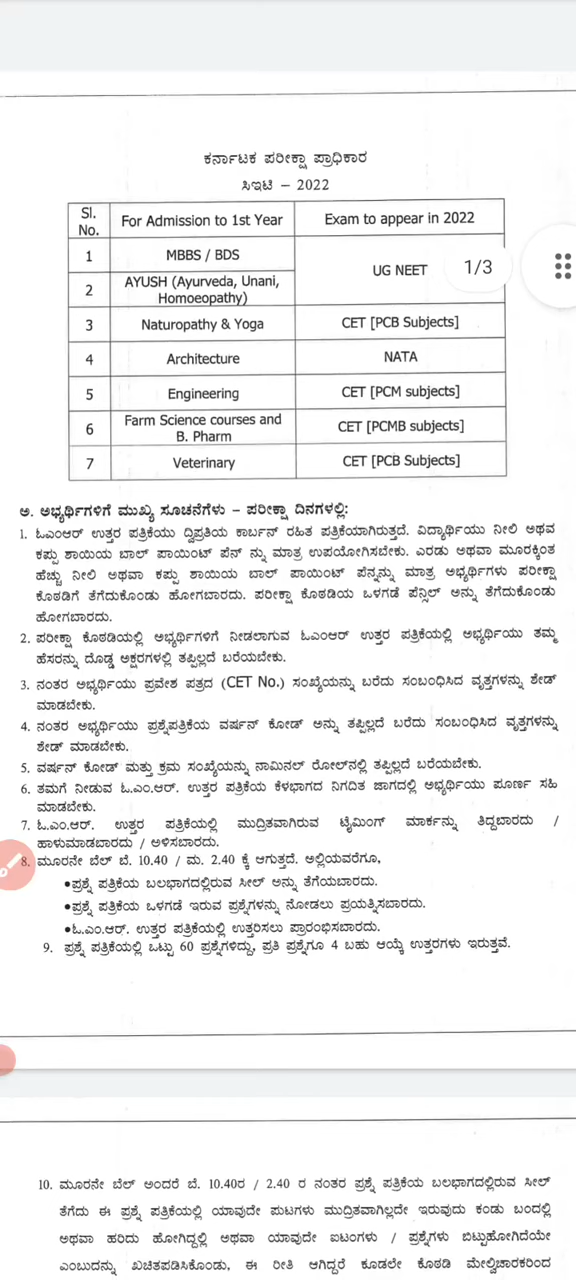 ಕರ್ನಾಟಕ ಪರೀಕ್ಷಾ ಪ್ರಾಧಿಕಾರ
ಸಿಇಟಿ – 2022
Sl. No. For Admission to 1st Year Exam to appear in 2022
1 MBBS / BDS UG NEET 1/3
2 AYUSH (Ayurveda, Unani, Homoeopathy)
3 Naturopathy & Yoga CET [PCB Subjects]
4 Architecture NATA
5 Engineering CET [PCM subjects]
6 Farm Science courses and B. Pharm CET [PCMB subjects]
7 Veterinary CET [PCB Subjects]
ಅ. ಅಭ್ಯರ್ಥಿಗಳಿಗೆ ಮುಖ್ಯ ಸೂಚನೆಗಳು – ಪರೀಕ್ಷಾ ದಿನಗಳಲ್ಲಿ:
1. ಓಎಂಆರ್ ಉತ್ತರ ಪತ್ರಿಕೆಯು ದ್ವಿಪ್ರತಿಯ ಕಾರ್ಬನ್ ರಹಿತ ಪತ್ರಿಕೆಯಾಗಿರುತ್ತದೆ. ವಿದ್ಯಾರ್ಥಿಯು ನೀಲಿ ಅಥವ
ಕಪ್ಪು ಶಾಯಿಯ ಬಾಲ್ ಪಾಯಿಂಟ್ ಪೆನ್ ನ್ನು ಮಾತ್ರ ಉಪಯೋಗಿಸಬೇಕು. ಎರಡು ಅಥವಾ ಮೂರಕ್ಕಿಂತ
ಹೆಚ್ಚು ನೀಲಿ ಅಥವಾ ಕಪ್ಪು ಶಾಯಿಯ ಬಾಲ್ ಪಾಯಿಂಟ್ ಪೆನ್ನನ್ನು ಮಾತ್ರ ಅಭ್ಯರ್ಥಿಗಳು ಪರೀಕ್ಷಾ
ಕೊಠಡಿಗೆ ತೆಗೆದುಕೊಂಡು ಹೋಗಬಾರದು. ಪರೀಕ್ಷಾ ಕೊಠಡಿಯ ಒಳಗಡೆ ಪೆನ್ಸಿಲ್ ಅನ್ನು ತೆಗೆದುಕೊಂಡು
ಹೋಗಬಾರದು.
2. ಪರೀಕ್ಷಾ ಕೊಠಡಿಯಲ್ಲಿ ಅಭ್ಯರ್ಥಿಗಳಿಗೆ ನೀಡಲಾಗುವ ಓಎಂಆರ್ ಉತ್ತರ ಪತ್ರಿಕೆಯಲ್ಲಿ ಅಭ್ಯರ್ಥಿಯು ತಮ್ಮ
ಹೆಸರನ್ನು ದೊಡ್ಡ ಅಕ್ಷರಗಳಲ್ಲಿ ತಪ್ಪಿಲ್ಲದೆ ಬರೆಯಬೇಕು.
3. ನಂತರ ಅಭ್ಯರ್ಥಿಯು ಪ್ರವೇಶ ಪತ್ರದ (CET No.) ಸಂಖ್ಯೆಯನ್ನು ಬರೆದು ಸಂಬಂಧಿಸಿದ ವೃತ್ತಗಳನ್ನು ಶೇಡ್
ಮಾಡಬೇಕು.
4. ನಂತರ ಅಭ್ಯರ್ಥಿಯು ಪ್ರಶ್ನೆಪತ್ರಿಕೆಯ ವರ್ಷನ್ ಕೋಡ್ ಅನ್ನು ತಪ್ಪಿಲ್ಲದೆ ಬರೆದು ಸಂಬಂಧಿಸಿದ ವೃತ್ತಗಳನ್ನು
ಶೇಡ್ ಮಾಡಬೇಕು.
5. ವರ್ಷನ್ ಕೋಡ್ ಮತ್ತು ಕ್ರಮ ಸಂಖ್ಯೆಯನ್ನು ನಾಮಿನಲ್ ರೋಲ್‌ನಲ್ಲಿ ತಪ್ಪಿಲ್ಲದೆ ಬರೆಯಬೇಕು.
6. ತಮಗೆ ನೀಡುವ ಓ.ಎಂ.ಆರ್. ಉತ್ತರ ಪತ್ರಿಕೆಯ ಕೆಳಭಾಗದ ನಿಗದಿತ ಜಾಗದಲ್ಲಿ ಅಭ್ಯರ್ಥಿಯು ಪೂರ್ಣ ಸಹಿ
ಮಾಡಬೇಕು.
7. ಓ.ಎಂ.ಆರ್. ಉತ್ತರ ಪತ್ರಿಕೆಯಲ್ಲಿ ಮುದ್ರಿತವಾಗಿರುವ ಟೈಮಿಂಗ್ ಮಾರ್ಕನ್ನು ತಿದ್ದಬಾರದು /
ಹಾಳುಮಾಡಬಾರದು / ಅಳಿಸಬಾರದು.
8. ಮೂರನೇ ಬೆಲ್ ಬೆ. 10.40 / ಮ. 2.40 ಕ್ಕೆ ಆಗುತ್ತದೆ. ಅಲ್ಲಿಯವರೆಗೂ,
•ಪ್ರಶ್ನೆ ಪತ್ರಿಕೆಯ ಬಲಭಾಗದಲ್ಲಿರುವ ಸೀಲ್ ಅನ್ನು ತೆಗೆಯಬಾರದು.
•ಪ್ರಶ್ನೆ ಪತ್ರಿಕೆಯ ಒಳಗಡೆ ಇರುವ ಪ್ರಶ್ನೆಗಳನ್ನು ನೋಡಲು ಪ್ರಯತ್ನಿಸಬಾರದು.
•ಓ.ಎಂ.ಆರ್. ಉತ್ತರ ಪತ್ರಿಕೆಯಲ್ಲಿ ಉತ್ತರಿಸಲು ಪ್ರಾರಂಭಿಸಬಾರದು.
9. ಪ್ರಶ್ನೆ ಪತ್ರಿಕೆಯಲ್ಲಿ ಒಟ್ಟು 60 ಪ್ರಶ್ನೆಗಳಿದ್ದು, ಪ್ರತಿ ಪ್ರಶ್ನೆಗೂ 4 ಬಹು ಆಯ್ಕೆ ಉತ್ತರಗಳು ಇರುತ್ತವೆ.
10. ಮೂರನೇ ಬೆಲ್ ಅಂದರೆ ಬೆ. 10.40ರ / 2.40 ರ ನಂತರ ಪ್ರಶ್ನೆ ಪತ್ರಿಕೆಯ ಬಲಭಾಗದಲ್ಲಿರುವ ಸೀಲ್
ತೆಗೆದು ಈ ಪ್ರಶ್ನೆ ಪತ್ರಿಕೆಯಲ್ಲಿ ಯಾವುದೇ ಪುಟಗಳು ಮುದ್ರಿತವಾಗಿಲ್ಲದೇ ಇರುವುದು ಕಂಡು ಬಂದಲ್ಲಿ
ಅಥವಾ ಹರಿದು ಹೋಗಿದ್ದಲ್ಲಿ ಅಥವಾ ಯಾವುದೇ ಐಟಂಗಳು / ಪ್ರಶ್ನೆಗಳು ಬಿಟ್ಟುಹೋಗಿದೆಯೇ
ಎಂಬುದನ್ನು ಖಚಿತಪಡಿಸಿಕೊಂಡು, ಈ ರೀತಿ ಆಗಿದ್ದರೆ ಕೂಡಲೇ ಕೊಠಡಿ ಮೇಲ್ವಿಚಾರಕರಿಂದ